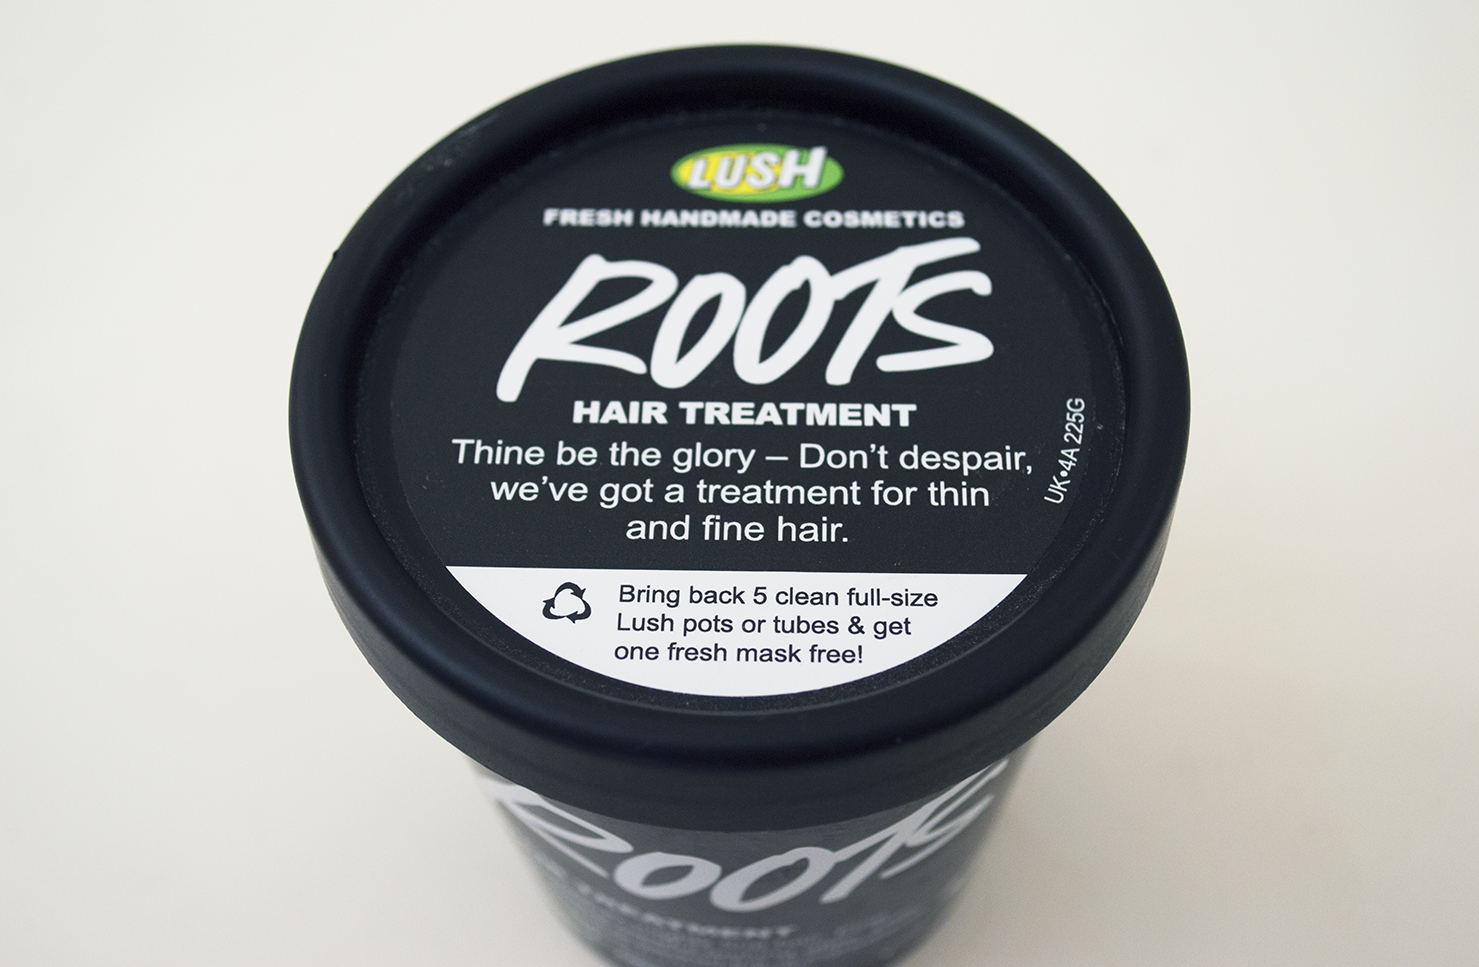 LUSH
FRESH HANDMADE COSMETICS
ROOTS
HAIR TREATMENT
Thine be the glory – Don't despair,
we've got a treatment for thin
and fine hair.
UK•4A 225G
Bring back 5 clean full-size
Lush pots or tubes & get
one fresh mask free!
ROOTS
TREATMENT